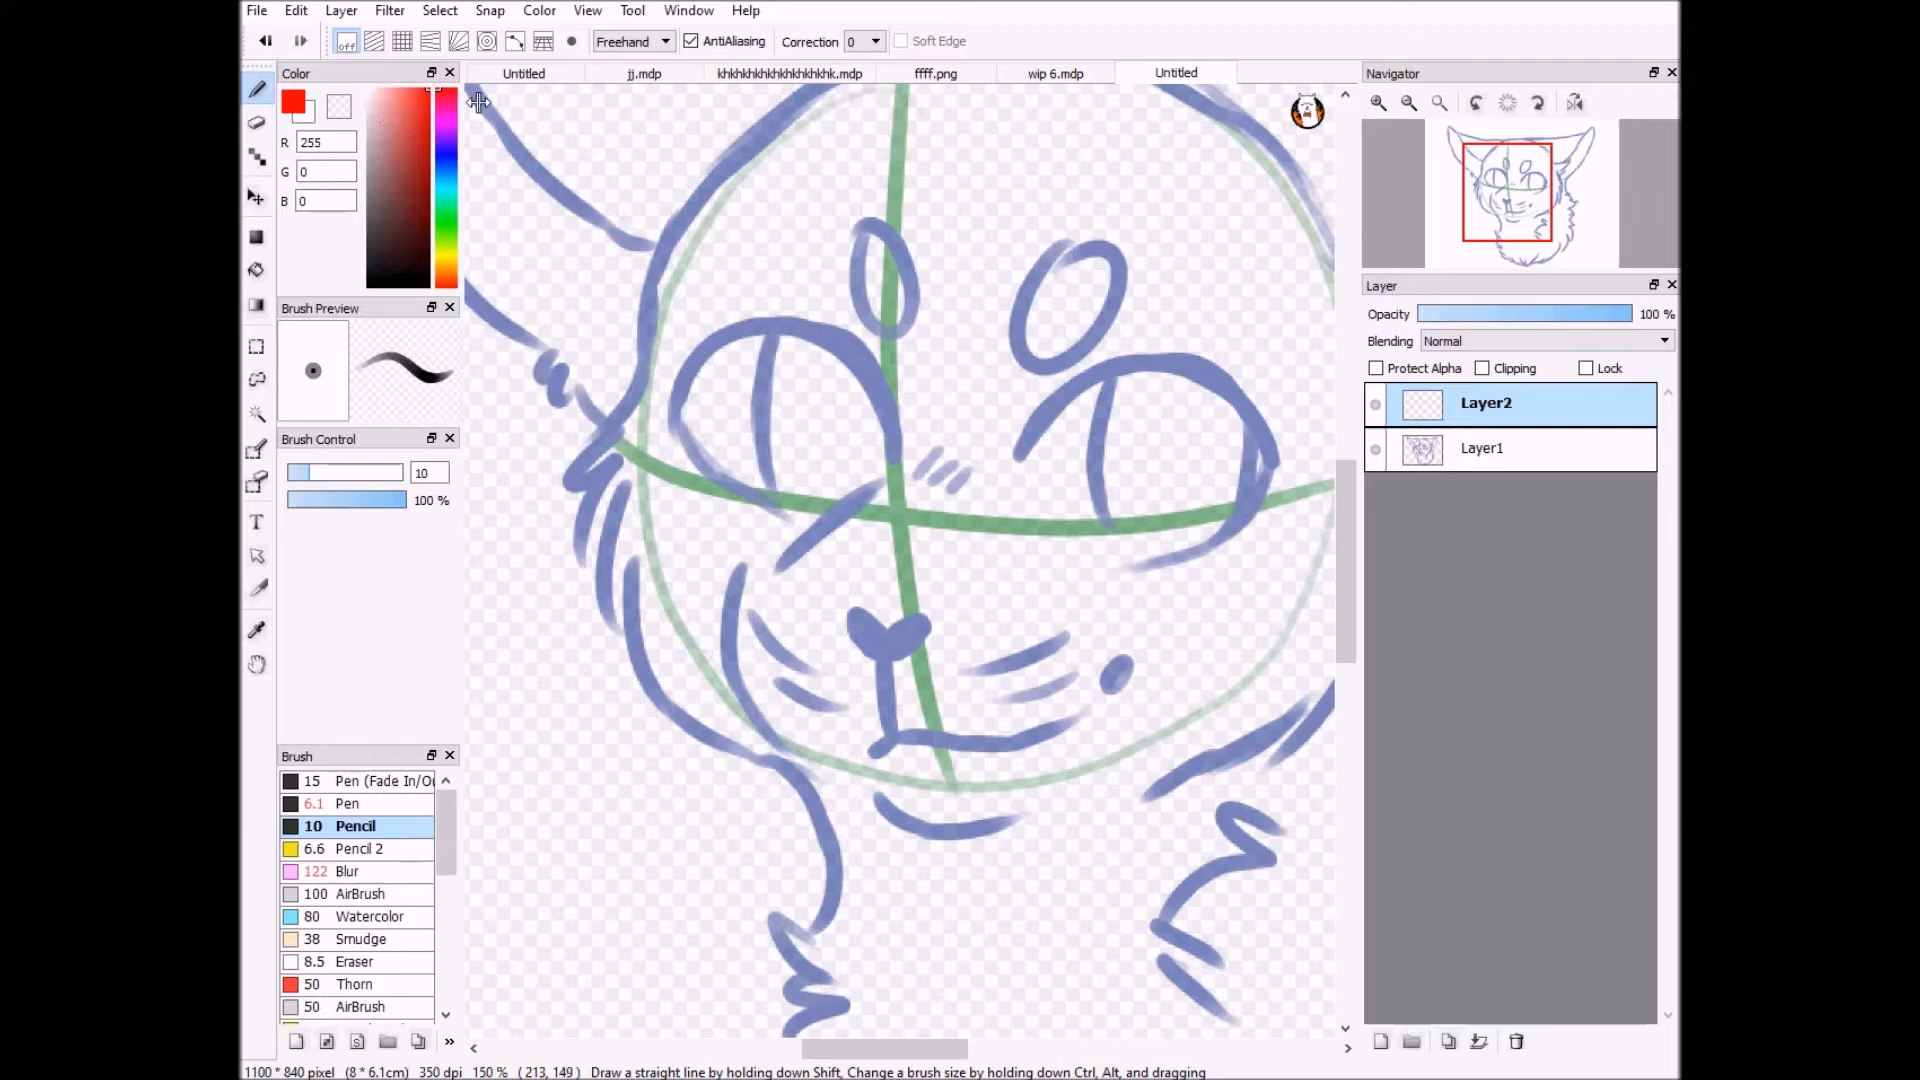 File Edit Layer Filter Select Snap Color View Tool Window Help
off Freehand AntiAliasing Correction 0 Soft Edge
Color
Untitled jj.mdp khkhkhkhkhkhkhkhk.mdp ffff.png wip 6.mdp Untitled
Navigator
R 255
G 0
B 0
Brush Preview
Layer
Opacity 100 %
Blending Normal
Protect Alpha Clipping Lock
Layer2
Layer1
Brush Control
10
100 %
T
Brush
15 Pen (Fade In/Ou
6.1 Pen
10 Pencil
6.6 Pencil 2
122 Blur
100 AirBrush
80 Watercolor
38 Smudge
8.5 Eraser
50 Thorn
50 AirBrush
1100 * 840 pixel (8 * 6.1cm) 350 dpi 150 % ( 213, 149 ) Draw a straight line by holding down Shift, Change a brush size by holding down Ctrl, Alt, and dragging